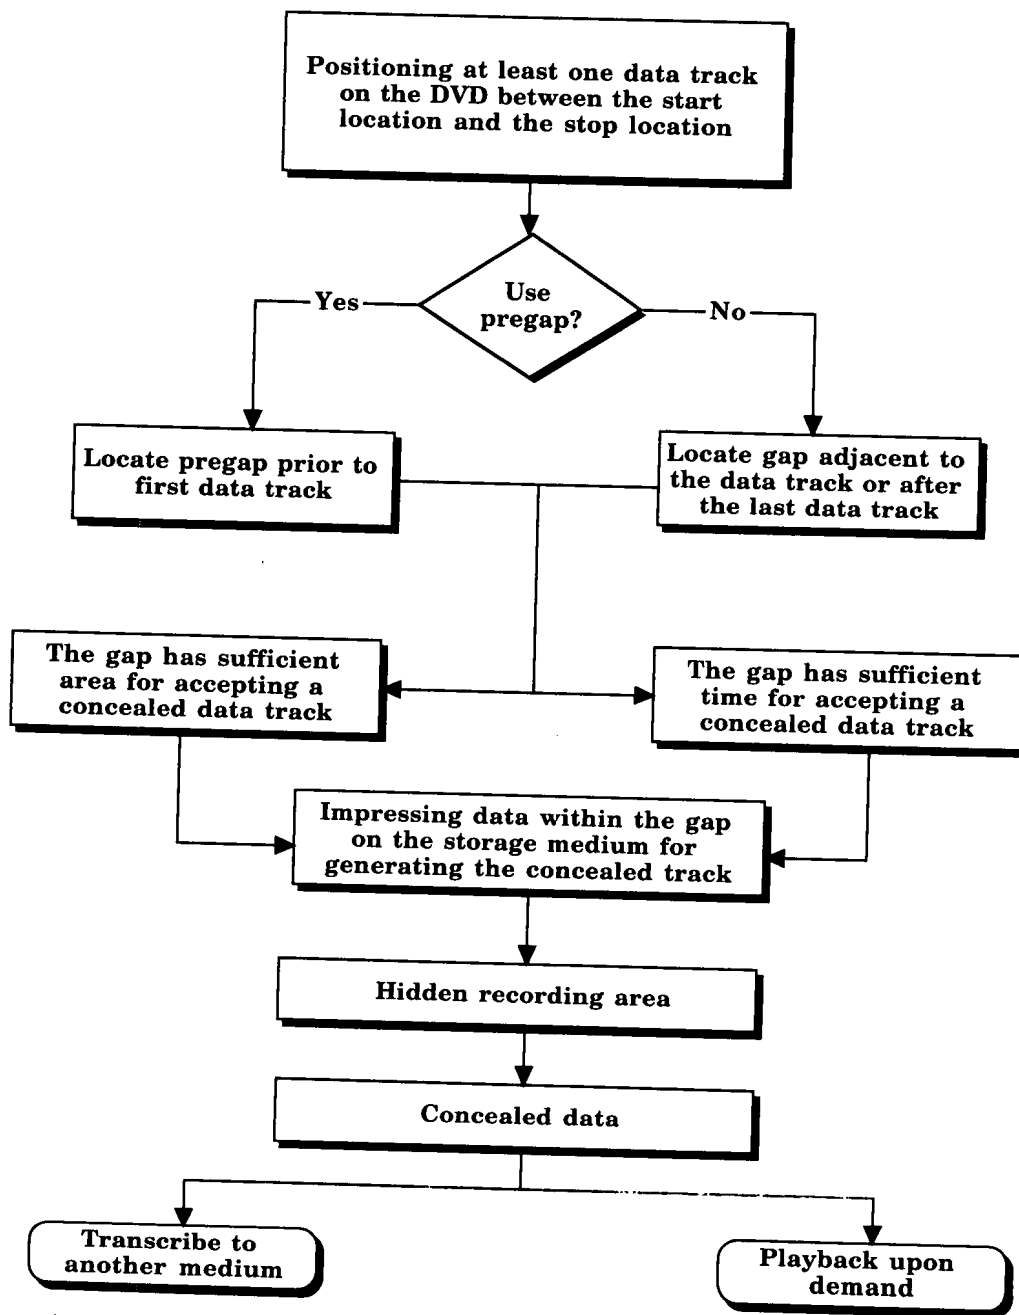 Positioning at least one data track
on the DVD between the start
location and the stop location
Use
pregap?
Yes
No
Locate pregap prior to
first data track
Locate gap adjacent to
the data track or after
the last data track
The gap has sufficient
area for accepting a
concealed data track
The gap has sufficient
time for accepting a
concealed data track
Impressing data within the gap
on the storage medium for
generating the concealed track
Hidden recording area
Concealed data
Transcribe to
another medium
Playback upon
demand